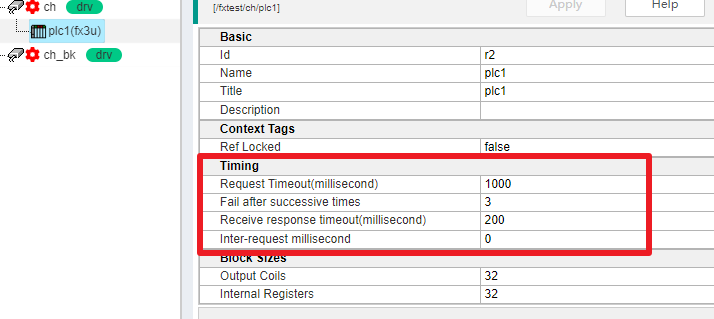 ch drv
plc1(fx3u)
ch_bk drv
[/fxtest/ch/plc1]
Apply Help
Basic
Id r2
Name plc1
Title plc1
Description
Context Tags
Ref Locked false
Timing
Request Timeout(millisecond) 1000
Fail after successive times 3
Receive response timeout(millisecond) 200
Inter-request millisecond 0
Block Sizes
Output Coils 32
Internal Registers 32